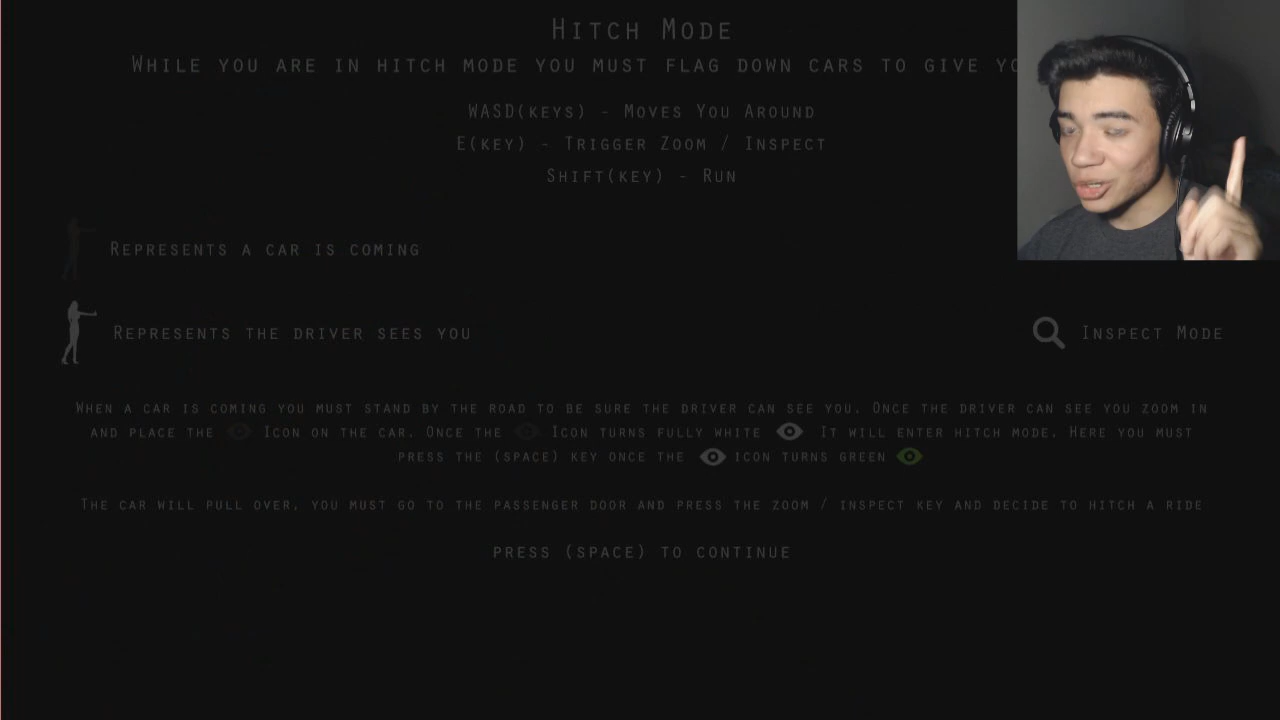 Hitch Mode
While you are in hitch mode you must flag down cars to give
WASD(keys) - Moves You Around
E(key) - Trigger Zoom / Inspect
Shift(key) - Run
Represents a car is coming
Represents the driver sees you
Inspect Mode
When a car is coming you must stand by the road to be sure the driver can see you. Once the driver can see you zoom in
and place the Icon on the car. Once the Icon turns fully white It will enter hitch mode. Here you must
press the (space) key once the icon turns green
The car will pull over, you must go to the passenger door and press the zoom / inspect key and decide to hitch a ride
press (space) to continue